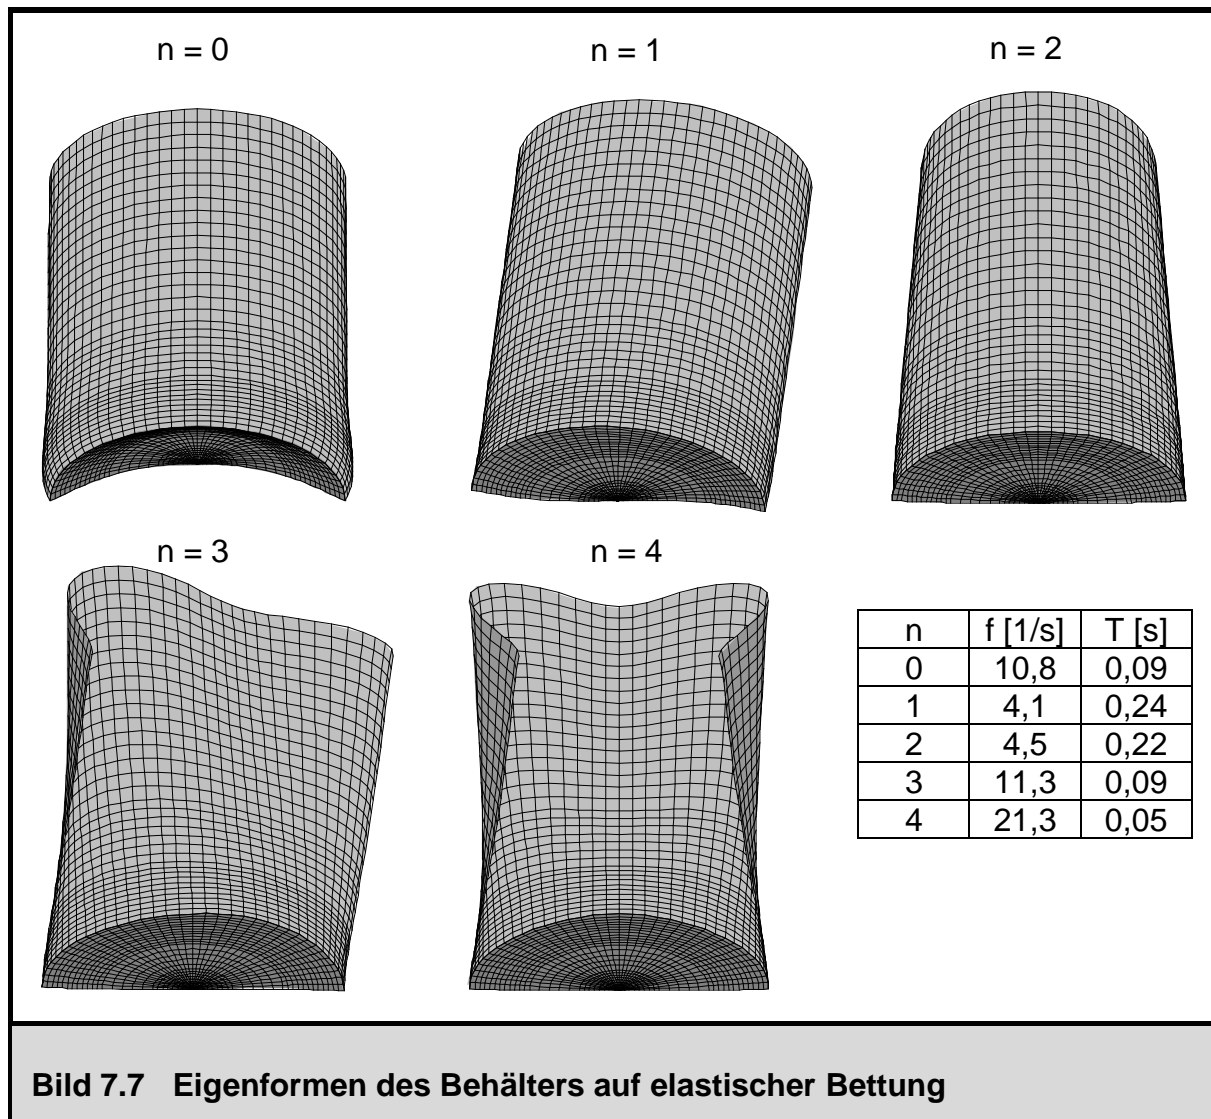 n = 0
n = 1
n = 2
n = 3
n = 4
n f [1/s] T [s]
0 10,8 0,09
1 4,1 0,24
2 4,5 0,22
3 11,3 0,09
4 21,3 0,05
Bild 7.7 Eigenformen des Behälters auf elastischer Bettung